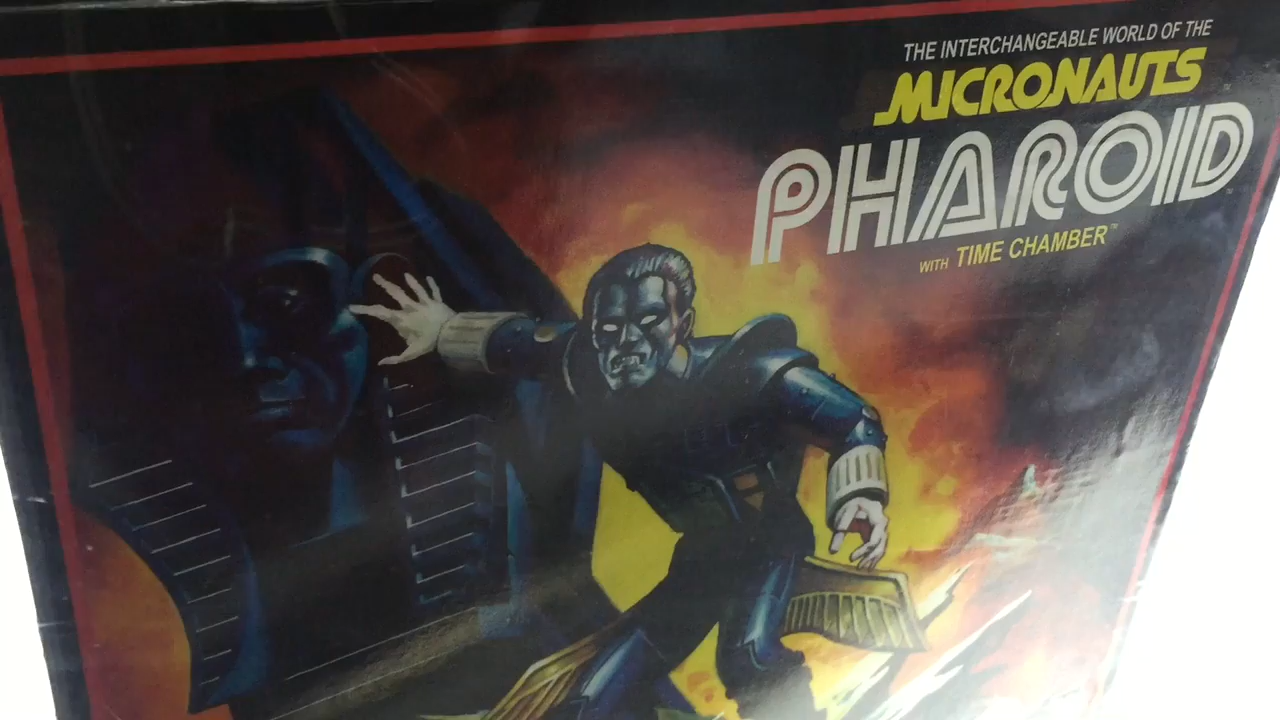 THE INTERCHANGEABLE WORLD OF THE
MICRONAUTS
PHAROID
WITH TIME CHAMBER™